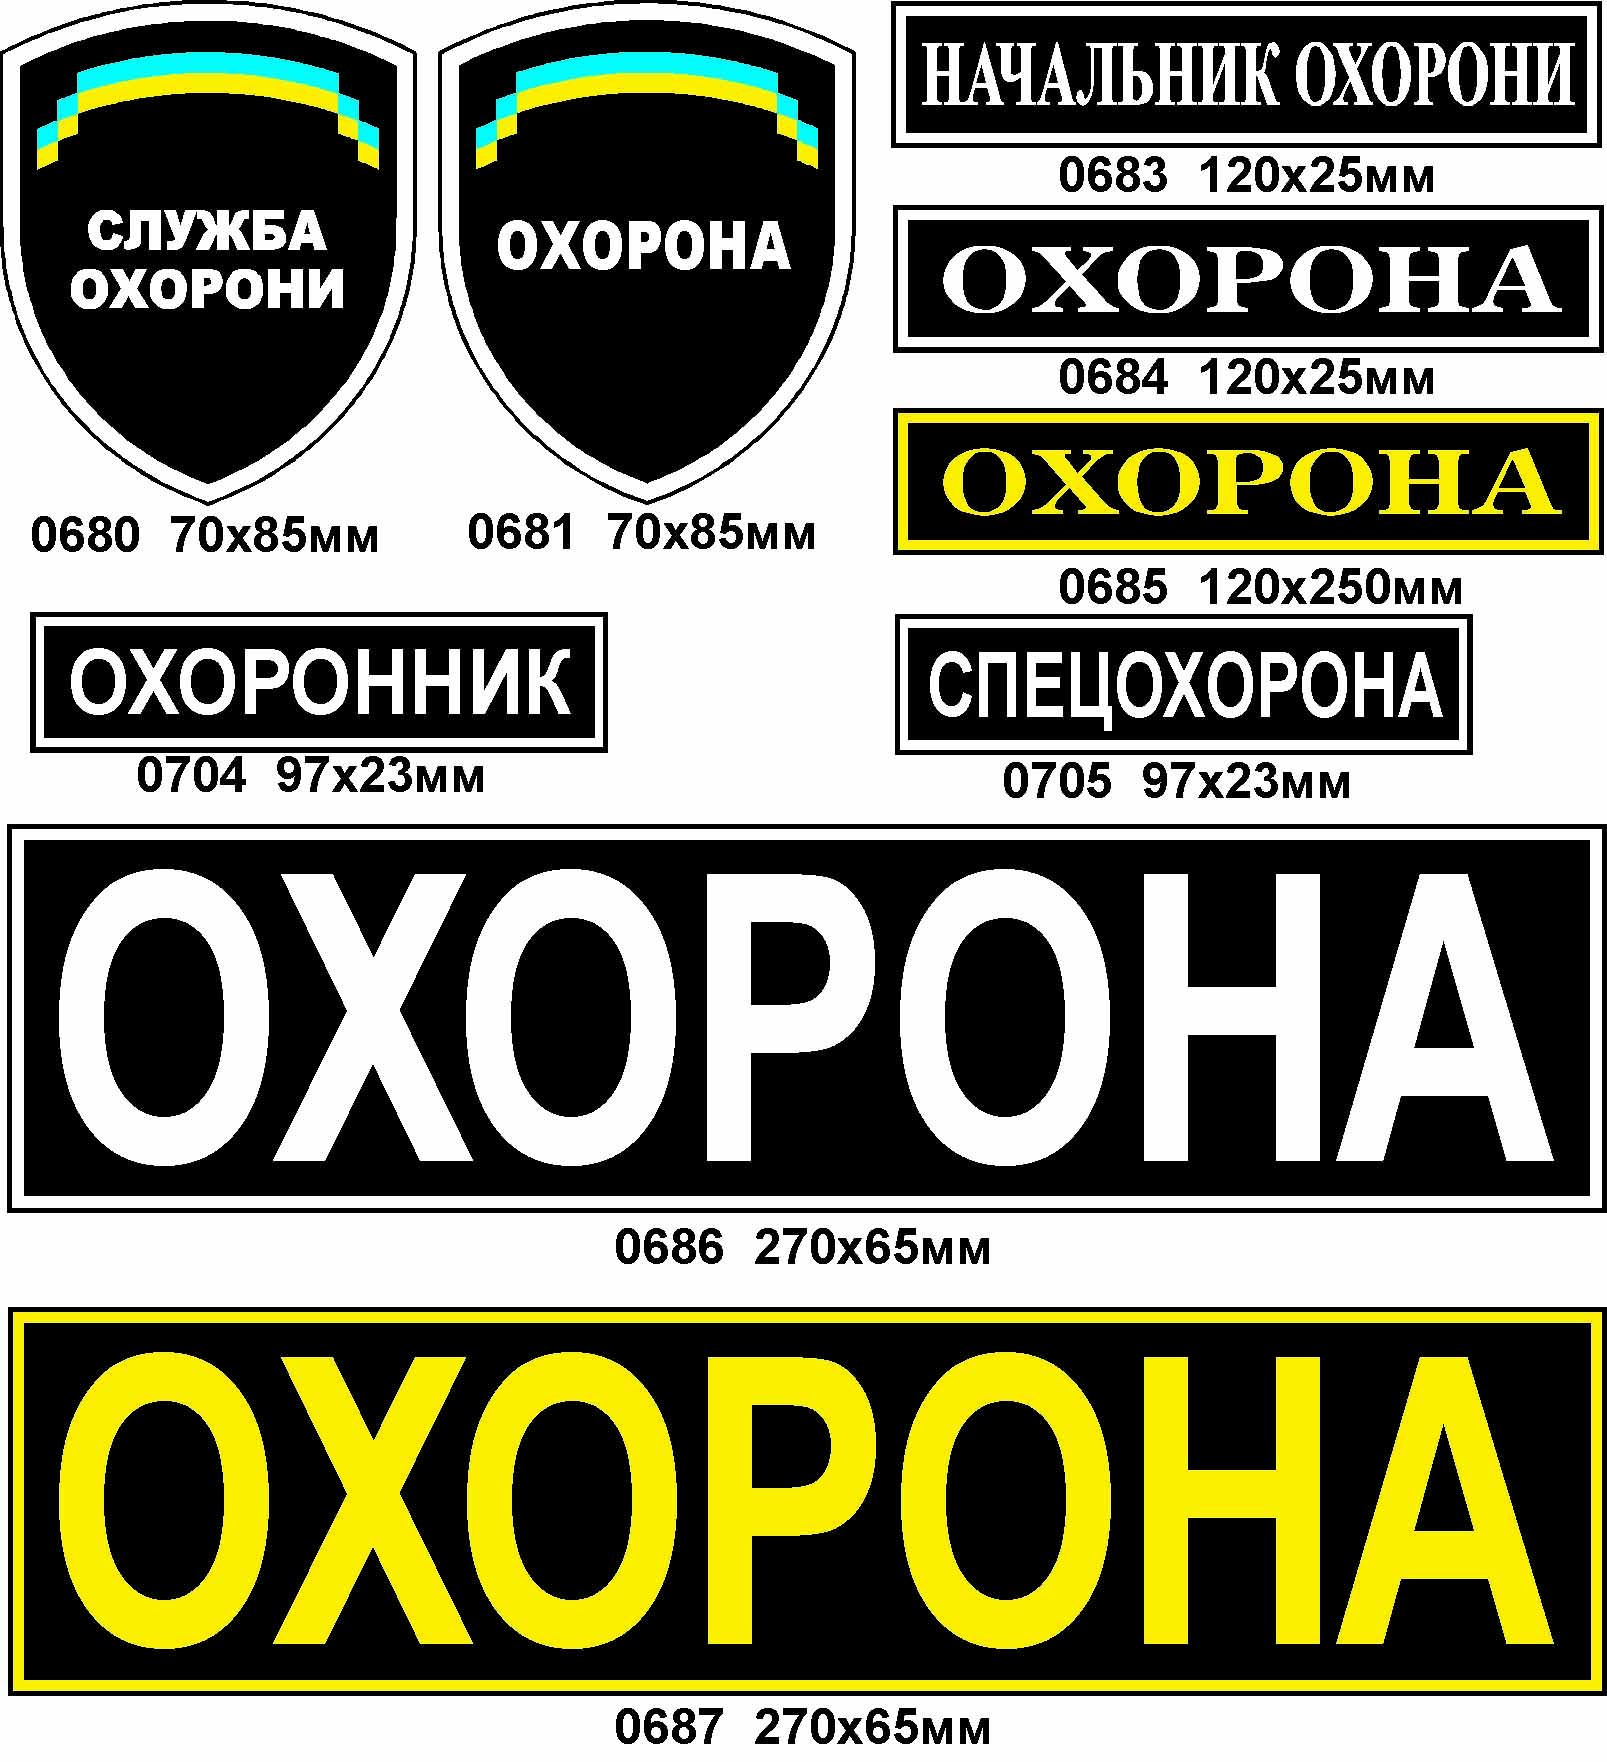 СЛУЖБА
ОХОРОНИ
0680 70х85мм
ОХОРОНА
0681 70х85мм
НАЧАЛЬНИК ОХОРОНИ
0683 120х25мм
ОХОРОНА
0684 120х25мм
ОХОРОНА
0685 120х250мм
ОХОРОННИК
0704 97х23мм
СПЕЦОХОРОНА
0705 97х23мм
ОХОРОНА
0686 270х65мм
ОХОРОНА
0687 270х65мм